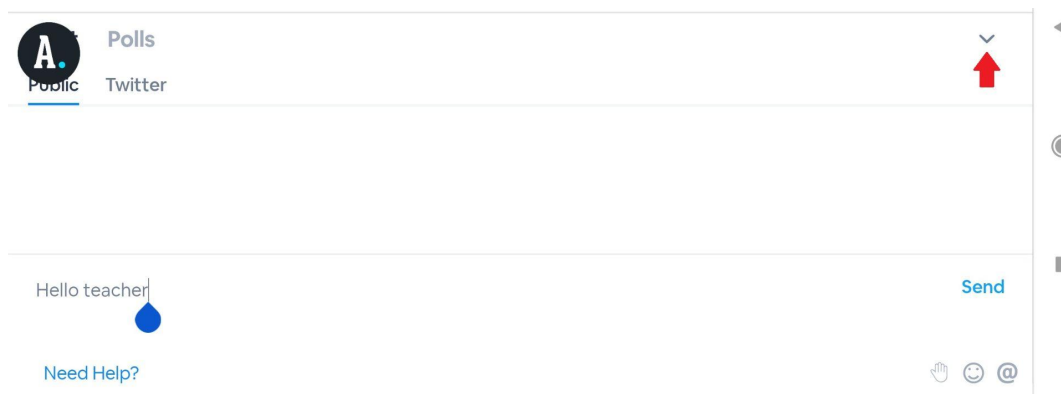 A. Polls
Public Twitter
Hello teacher
Send
Need Help?
@